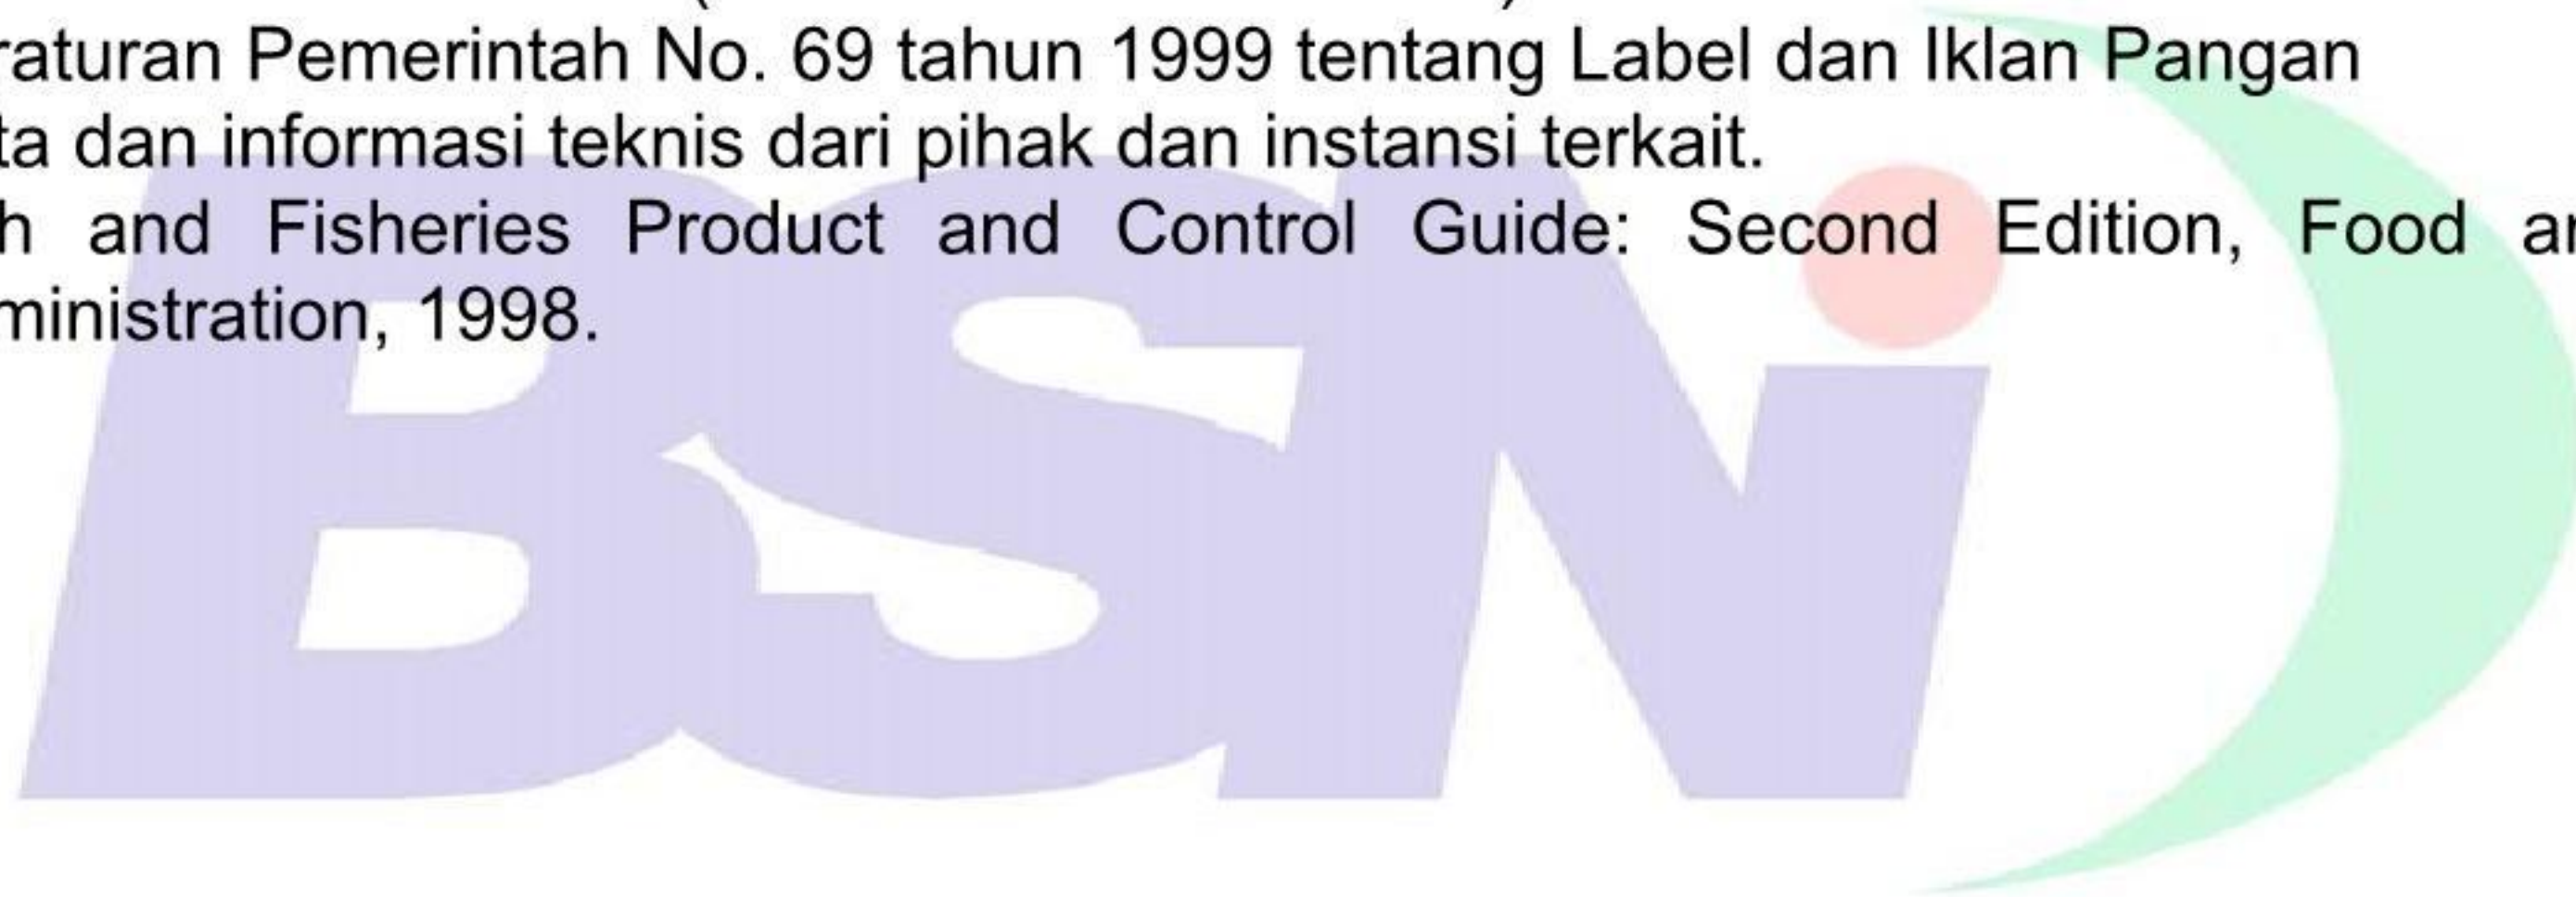 raturan Pemerintah No. 69 tahun 1999 tentang Label dan Iklan Pangan
ta dan informasi teknis dari pihak dan instansi terkait.
h and Fisheries Product and Control Guide: Second Edition, Food ar
ministration, 1998.
BSNi